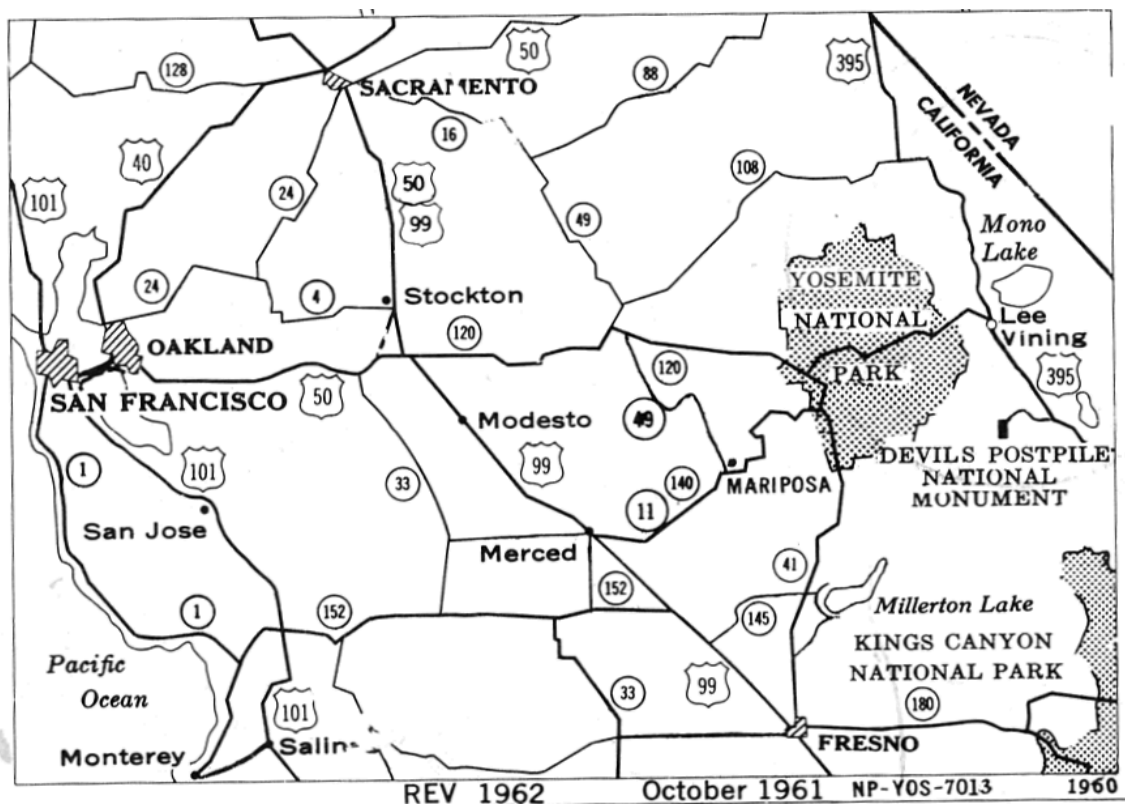 128
50
SACRAMENTO
88
395
NEVADA
CALIFORNIA
16
40
101
24
50
99
108
49
Mono
Lake
YOSEMITE
24
4
Stockton
NATIONAL
Lee
Vining
120
OAKLAND
120
PARK
395
SAN FRANCISCO
50
49
Modesto
DEVILS POSTPILE
NATIONAL
MONUMENT
1
101
33
99
140
MARIPOSA
11
San Jose
Merced
41
152
Millerton Lake
1
152
145
KINGS CANYON
NATIONAL PARK
Pacific
Ocean
101
33
99
180
Monterey
Salin
FRESNO
REV 1962
October 1961
NP-YOS-7013
1960